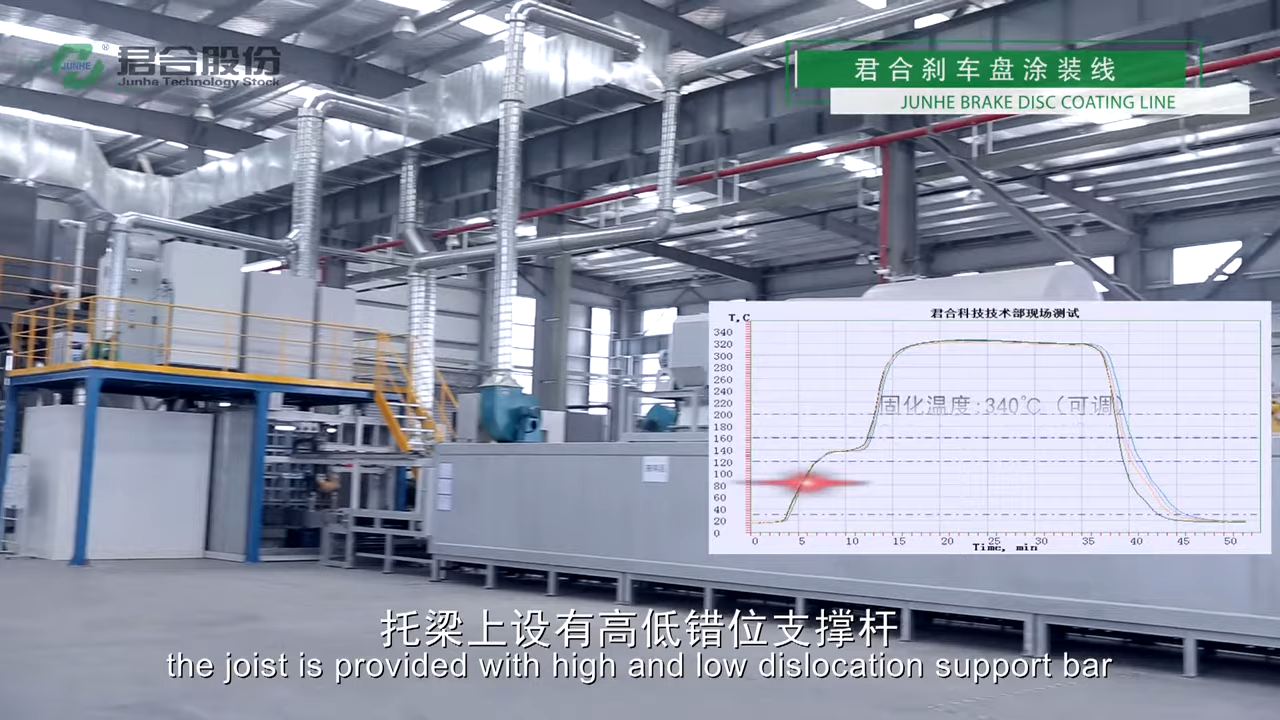 JUNHE
®
君合股份
Junhe Technology Stock
君合刹车盘涂装线
JUNHE BRAKE DISC COATING LINE
君合科技技术部现场测试
T,C
340
320
300
280
260
240
220
200
180
160
140
120
100
80
60
40
20
0
固化温度:340℃（可调）
0 5 10 15 20 25 30 35 40 45 50
Time, min
托梁上设有高低错位支撑杆
the joist is provided with high and low dislocation support bar